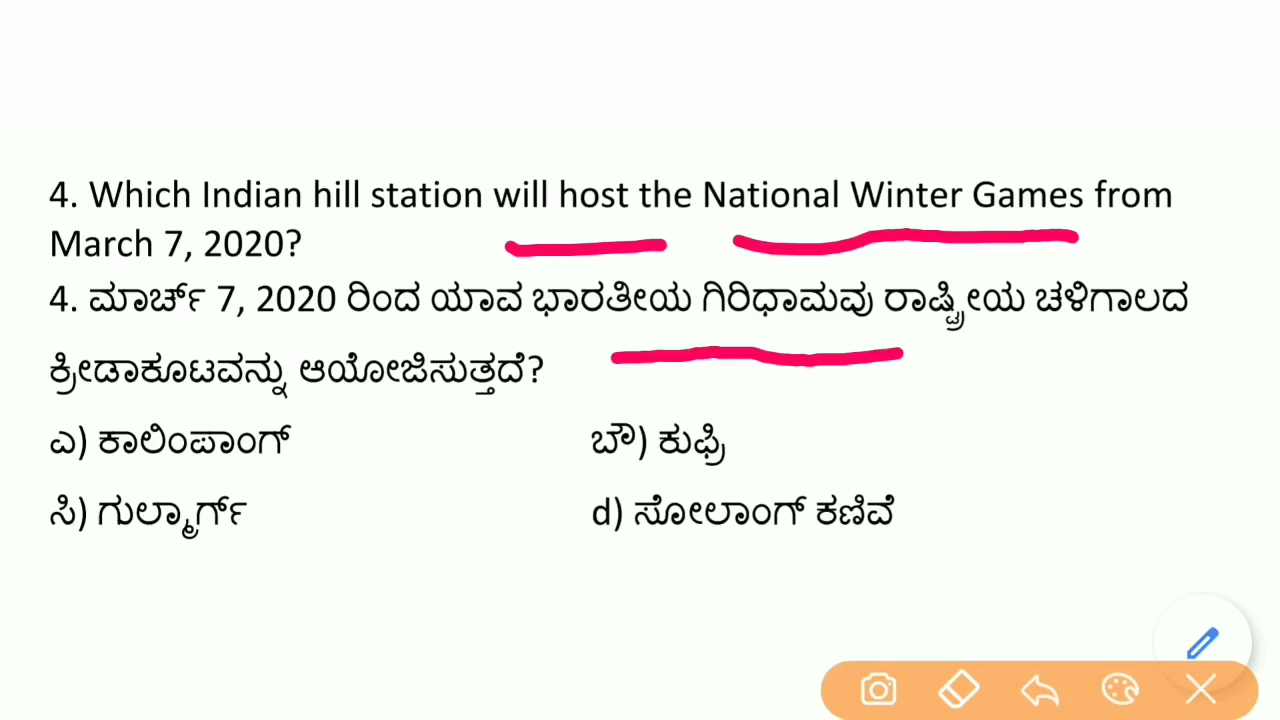 4. Which Indian hill station will host the National Winter Games from
March 7, 2020?
4. ಮಾರ್ಚ್ 7, 2020 ರಿಂದ ಯಾವ ಭಾರತೀಯ ಗಿರಿಧಾಮವು ರಾಷ್ಟ್ರೀಯ ಚಳಿಗಾಲದ
ಕ್ರೀಡಾಕೂಟವನ್ನು ಆಯೋಜಿಸುತ್ತದೆ?
ಎ) ಕಾಲಿಂಪಾಂಗ್ ಬೌ) ಕುಫ್ರಿ
ಸಿ) ಗುಲ್ಮಾರ್ಗ್ d) ಸೋಲಾಂಗ್ ಕಣಿವೆ